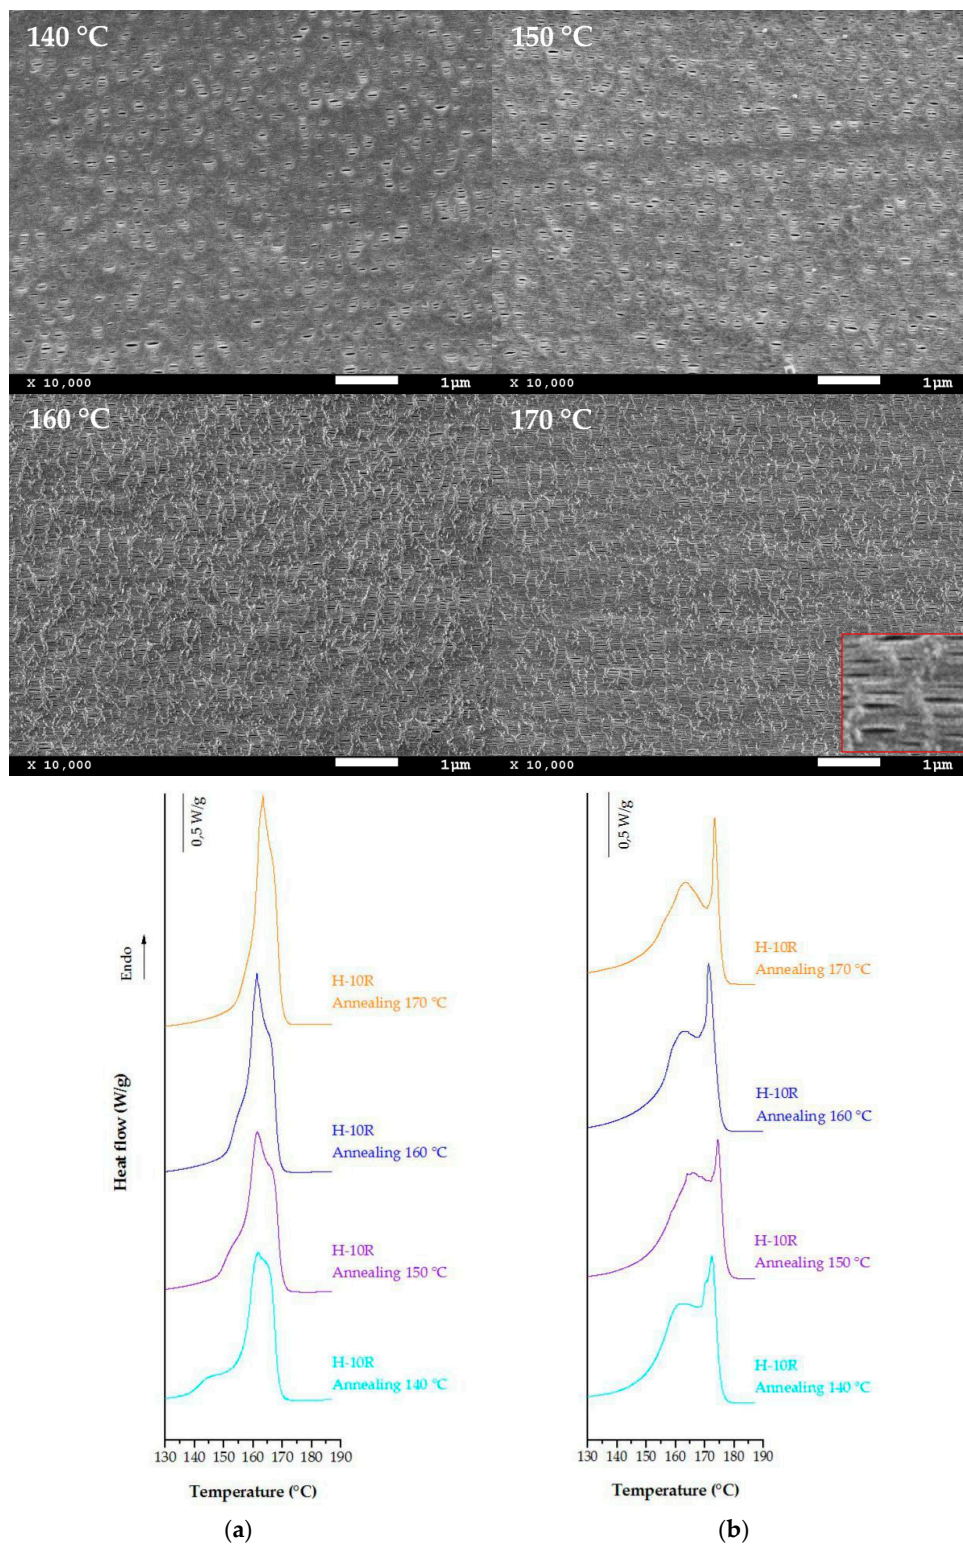 140 °C
150 °C
X 10,000 1μm
X 10,000 1μm
160 °C
170 °C
X 10,000 1μm
X 10,000 1μm
0,5 W/g
Endo
Heat flow (W/g)
H-10R
Annealing 170 °C
H-10R
Annealing 160 °C
H-10R
Annealing 150 °C
H-10R
Annealing 140 °C
130 140 150 160 170 180 190
Temperature (°C)
(a)
0,5 W/g
H-10R
Annealing 170 °C
H-10R
Annealing 160 °C
H-10R
Annealing 150 °C
H-10R
Annealing 140 °C
130 140 150 160 170 180 190
Temperature (°C)
(b)